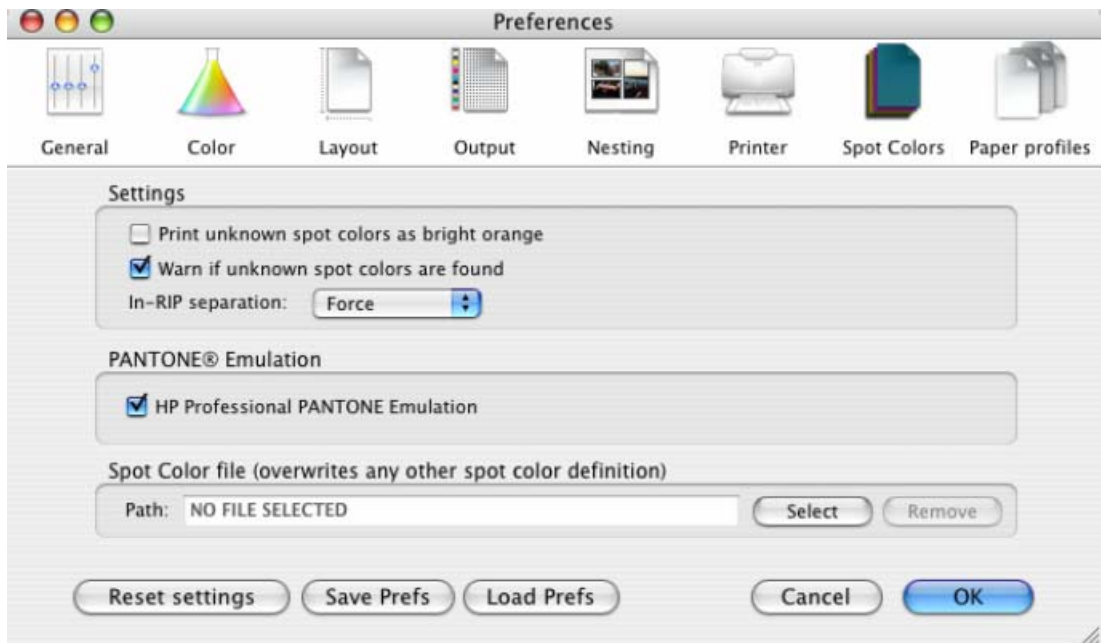 Preferences
General Color Layout Output Nesting Printer Spot Colors Paper profiles
Settings
Print unknown spot colors as bright orange
Warn if unknown spot colors are found
In-RIP separation: Force
PANTONE® Emulation
HP Professional PANTONE Emulation
Spot Color file (overwrites any other spot color definition)
Path: NO FILE SELECTED Select Remove
Reset settings Save Prefs Load Prefs Cancel OK